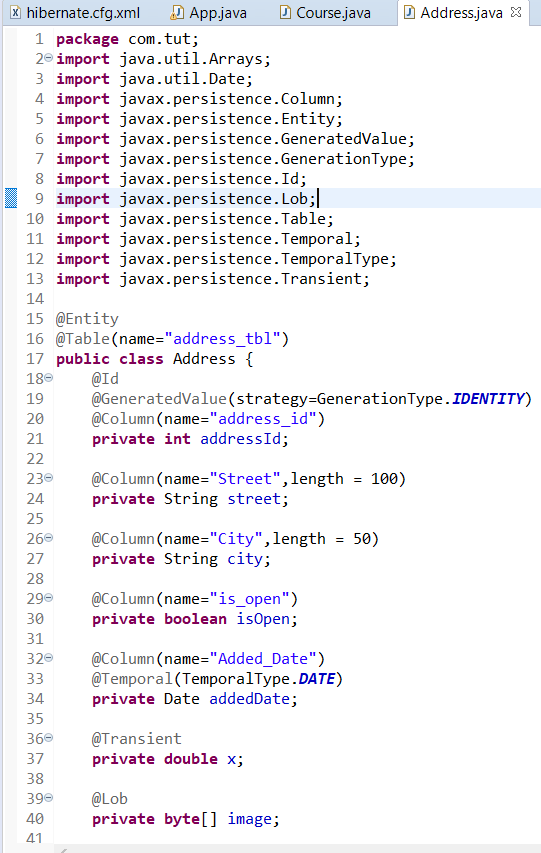 hibernate.cfg.xml App.java Course.java Address.java
1 package com.tut;
2 import java.util.Arrays;
3 import java.util.Date;
4 import javax.persistence.Column;
5 import javax.persistence.Entity;
6 import javax.persistence.GeneratedValue;
7 import javax.persistence.GenerationType;
8 import javax.persistence.Id;
9 import javax.persistence.Lob;
10 import javax.persistence.Table;
11 import javax.persistence.Temporal;
12 import javax.persistence.TemporalType;
13 import javax.persistence.Transient;
14
15 @Entity
16 @Table(name="address_tbl")
17 public class Address {
18 @Id
19 @GeneratedValue(strategy=GenerationType.IDENTITY)
20 @Column(name="address_id")
21 private int addressId;
22
23 @Column(name="Street",length = 100)
24 private String street;
25
26 @Column(name="City",length = 50)
27 private String city;
28
29 @Column(name="is_open")
30 private boolean isOpen;
31
32 @Column(name="Added_Date")
33 @Temporal(TemporalType.DATE)
34 private Date addedDate;
35
36 @Transient
37 private double x;
38
39 @Lob
40 private byte[] image;
41